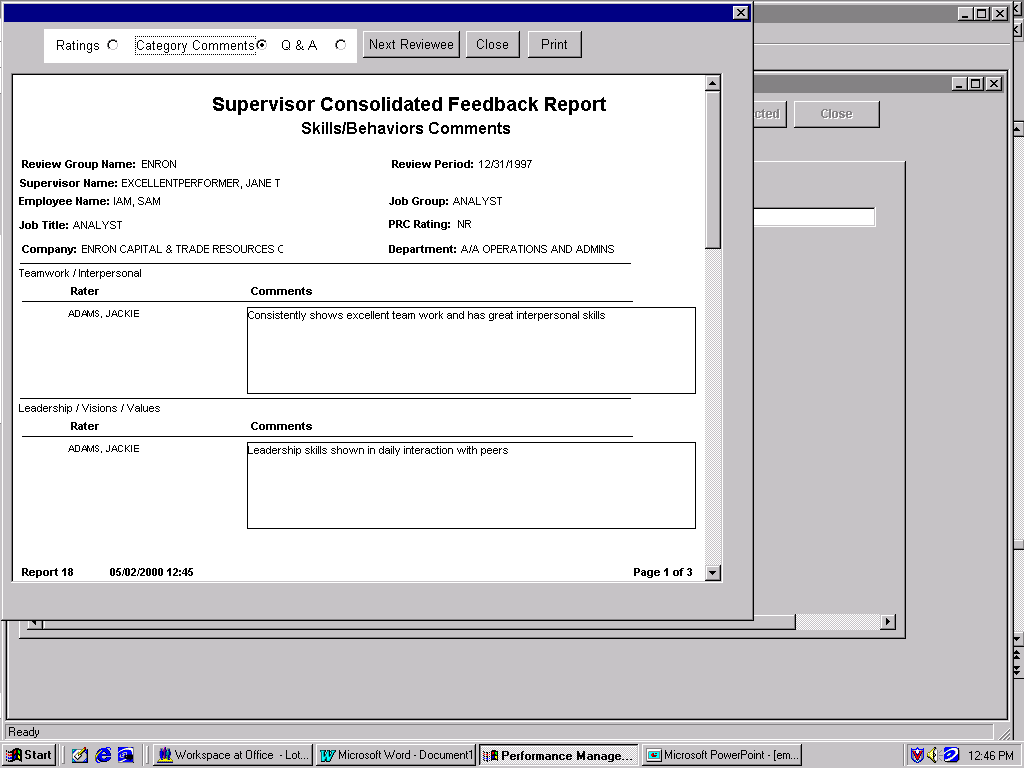 Ratings Category Comments Q & A Next Reviewee Close Print
Supervisor Consolidated Feedback Report
Skills/Behaviors Comments
Review Group Name: ENRON Review Period: 12/31/1997
Supervisor Name: EXCELLENTPERFORMER, JANE T
Employee Name: IAM, SAM Job Group: ANALYST
Job Title: ANALYST PRC Rating: NR
Company: ENRON CAPITAL & TRADE RESOURCES C Department: A/A OPERATIONS AND ADMINS
Teamwork / Interpersonal
Rater Comments
ADAMS, JACKIE Consistently shows excellent team work and has great interpersonal skills
Leadership / Visions / Values
Rater Comments
ADAMS, JACKIE Leadership skills shown in daily interaction with peers
Report 18 05/02/2000 12:45 Page 1 of 3
cted Close
Ready
Start Workspace at Office - Lot... Microsoft Word - Document1 Performance Manage... Microsoft PowerPoint - [em... 12:46 PM